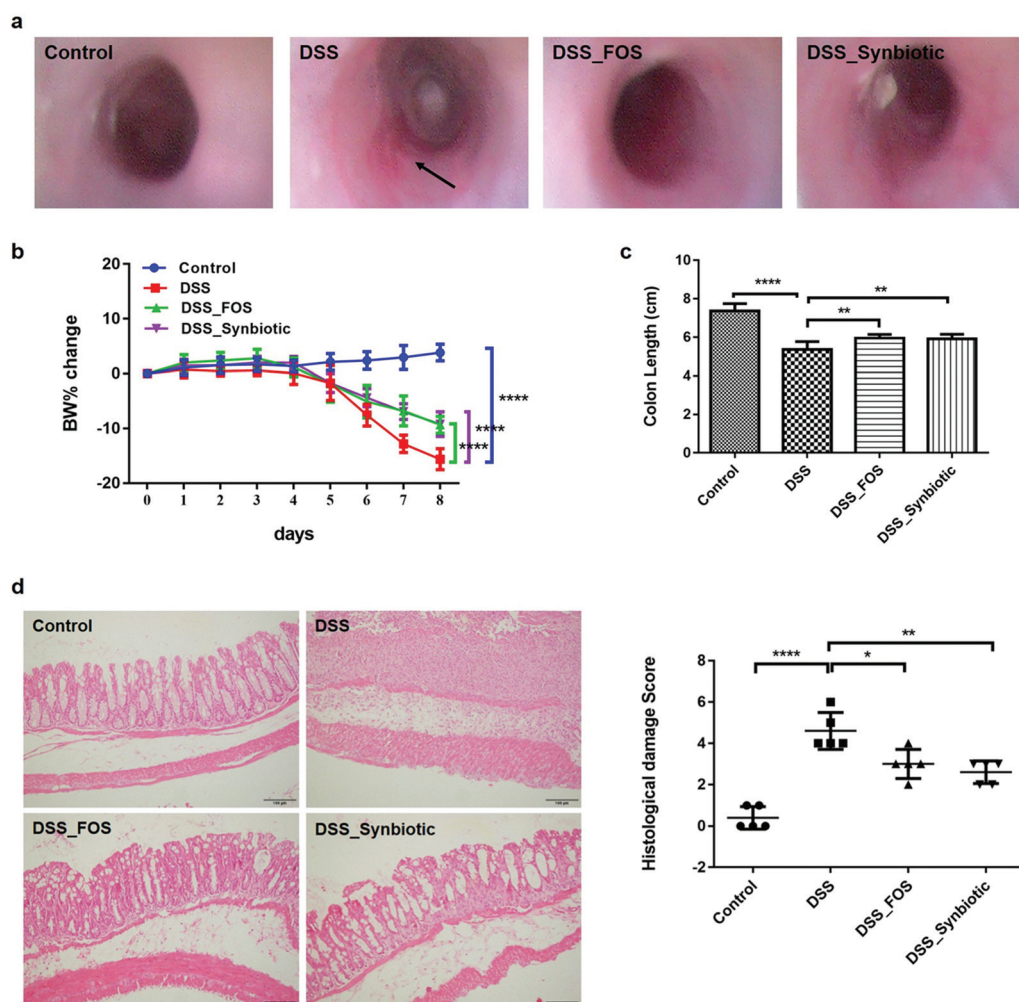 a
Control
DSS
DSS_FOS
DSS_Synbiotic
b
20
10
0
-10
-20
BW% change
Control
DSS
DSS_FOS
DSS_Synbiotic
****
****
****
0 1 2 3 4 5 6 7 8
days
c
10
8
6
4
2
0
Colon Length (cm)
****
**
**
Control
DSS
DSS_FOS
DSS_Synbiotic
d
Control
DSS
100 μm
DSS_FOS
DSS_Synbiotic
8
6
4
2
0
-2
Histological damage Score
****
*
**
Control
DSS
DSS_FOS
DSS_Synbiotic